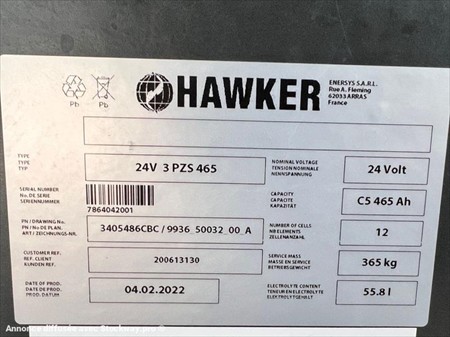 Pb Pb
HAWKER
ENERSYS S.A.R.L.
Rue A. Fleming
62033 ARRAS
France
TYPE
TYPE
TYP
24V 3 PZS 465
NOMINAL VOLTAGE
TENSION NOMINALE
NENNSPANNUNG
24 Volt
SERIAL NUMBER
NO DE SERIE
SERIENNUMMER
7864042001
CAPACITY
CAPACITE
KAPAZITÄT
C5 465 Ah
PN / DRAWING No.
PN / No DE PLAN.
ART / ZEICHNUNGS-NR.
3405486CBC / 9936_50032_00_A
NUMBER OF CELLS
NB ELEMENTS
ZELLENANZAHL
12
CUSTOMER REF.
REF. CLIENT
KUNDEN REF.
200613130
SERVICE MASS
MASSE EN SERVICE
BETRIEBSGEWICHT
365 kg
DATE OF PROD.
DATE DE PROD.
PROD. DATUM
04.02.2022
ELECTROLYTE CONTENT
TENEUR EN ELECTROLYTE
ELEKTROLYTGEHALT
55.8 l